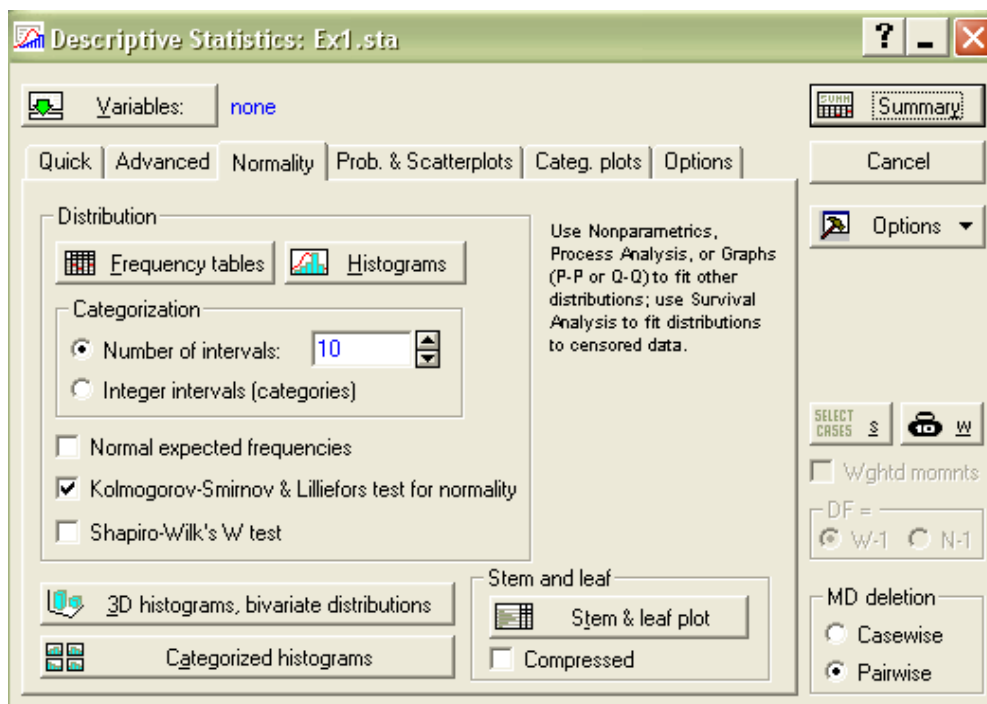 Descriptive Statistics: Ex1.sta
?
Variables: none
Summary
SUMM
Quick Advanced Normality Prob. & Scatterplots Categ. plots Options
Cancel
Options
Distribution
Frequency tables Histograms
Categorization
Number of intervals: 10
Integer intervals (categories)
Normal expected frequencies
Kolmogorov-Smirnov & Lilliefors test for normality
Shapiro-Wilk's W test
Use Nonparametrics,
Process Analysis, or Graphs
(P-P or Q-Q) to fit other
distributions; use Survival
Analysis to fit distributions
to censored data.
3D histograms, bivariate distributions
Categorized histograms
Stem and leaf
Stem & leaf plot
Compressed
SELECT
CASES S
10 W
Wghtd momnts
DF =
W-1 N-1
MD deletion
Casewise
Pairwise